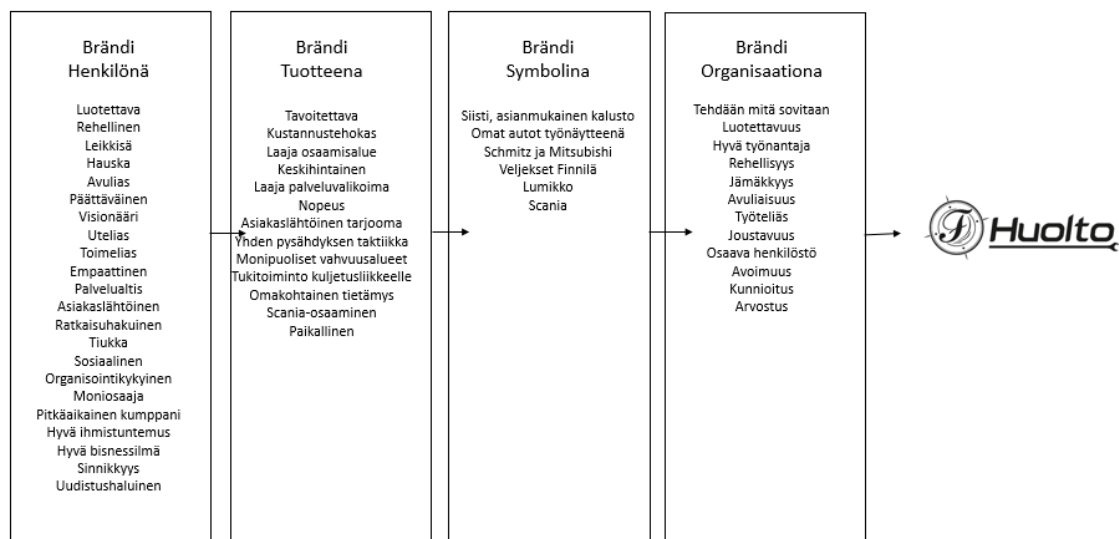 Brändi
Henkilönä
Luotettava
Rehellinen
Leikkisä
Hauska
Avulias
Päättäväinen
Visionääri
Utelias
Toimelias
Empaattinen
Palvelualtis
Asiakaslähtöinen
Ratkaisuhakuinen
Tiukka
Sosiaalinen
Organisointikykyinen
Moniosaaja
Pitkäaikainen kumppani
Hyvä ihmistuntemus
Hyvä bisnessilmä
Sinnikkyys
Uudistushaluinen
Brändi
Tuotteena
Tavoitettava
Kustannustehokas
Laaja osaamisalue
Keskihintainen
Laaja palveluvalikoima
Nopeus
Asiakaslähtöinen tarjooma
Yhden pysähdyksen taktiikka
Monipuoliset vahvuusalueet
Tukitoiminto kuljetusliikkeelle
Omakohtainen tietämys
Scania-osaaminen
Paikallinen
Brändi
Symbolina
Siisti, asianmukainen kalusto
Omat autot työnäytteenä
Schmitz ja Mitsubishi
Veljekset Finnilä
Lumikko
Scania
Brändi
Organisaationa
Tehdään mitä sovitaan
Luotettavuus
Hyvä työnantaja
Rehellisyys
Jämäkkyys
Avuliaisuus
Työteliäs
Joustavuus
Osaava henkilöstö
Avoimuus
Kunnioitus
Arvostus
F Huolto